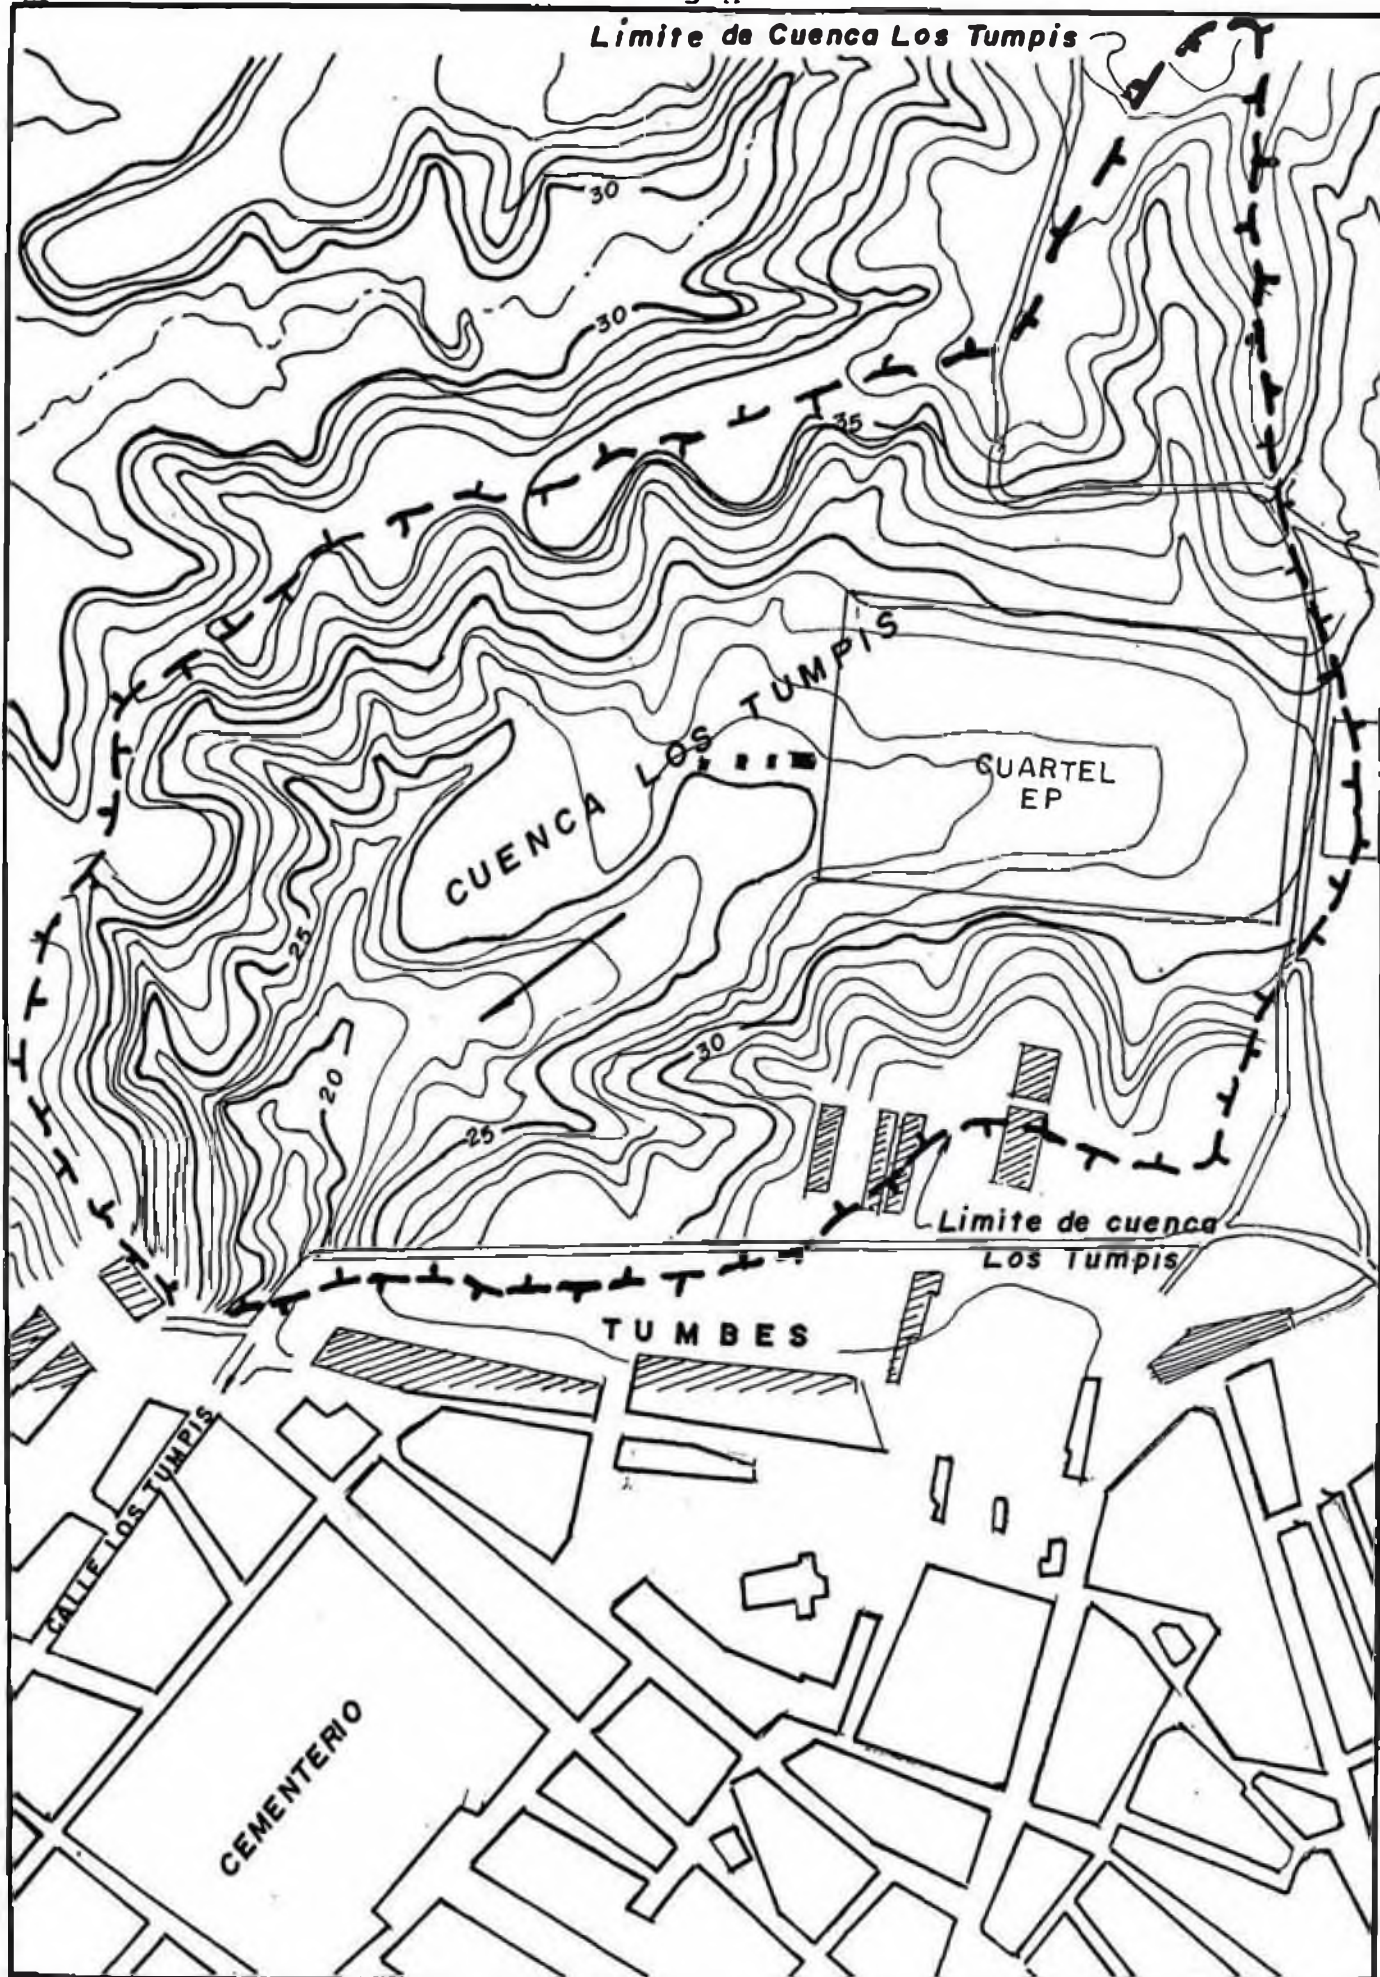 Limite de Cuenca Los Tumpis
30
30
35
CUENCA LOS TUMPIS
CUARTEL
EP
25
20
30
25
Limite de cuenca
Los Tumpis
TUMBES
CALLE LOS TUMPIS
CEMENTERIO